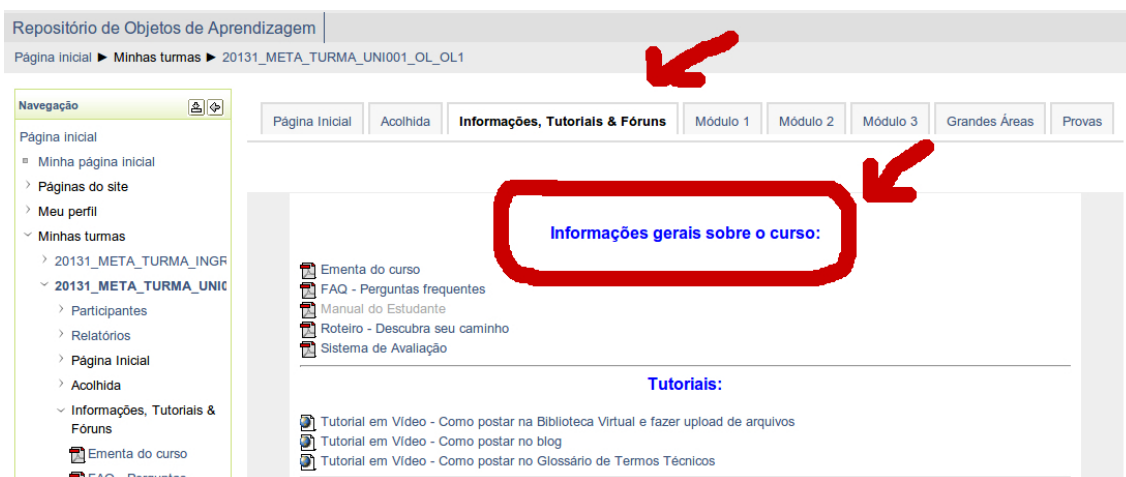 Repositório de Objetos de Aprendizagem
Página inicial ► Minhas turmas ► 20131_META_TURMA_UNI001_OL_OL1
Navegação
Página inicial
Minha página inicial
Páginas do site
Meu perfil
Minhas turmas
20131_META_TURMA_INGR
20131_META_TURMA_UNI0
Participantes
Relatórios
Página Inicial
Acolhida
Informações, Tutoriais &
Fóruns
Ementa do curso
FAQ - Perguntas
Página Inicial Acolhida Informações, Tutoriais & Fóruns Módulo 1 Módulo 2 Módulo 3 Grandes Áreas Provas
Informações gerais sobre o curso:
Ementa do curso
FAQ - Perguntas frequentes
Manual do Estudante
Roteiro - Descubra seu caminho
Sistema de Avaliação
Tutoriais:
Tutorial em Vídeo - Como postar na Biblioteca Virtual e fazer upload de arquivos
Tutorial em Vídeo - Como postar no blog
Tutorial em Vídeo - Como postar no Glossário de Termos Técnicos